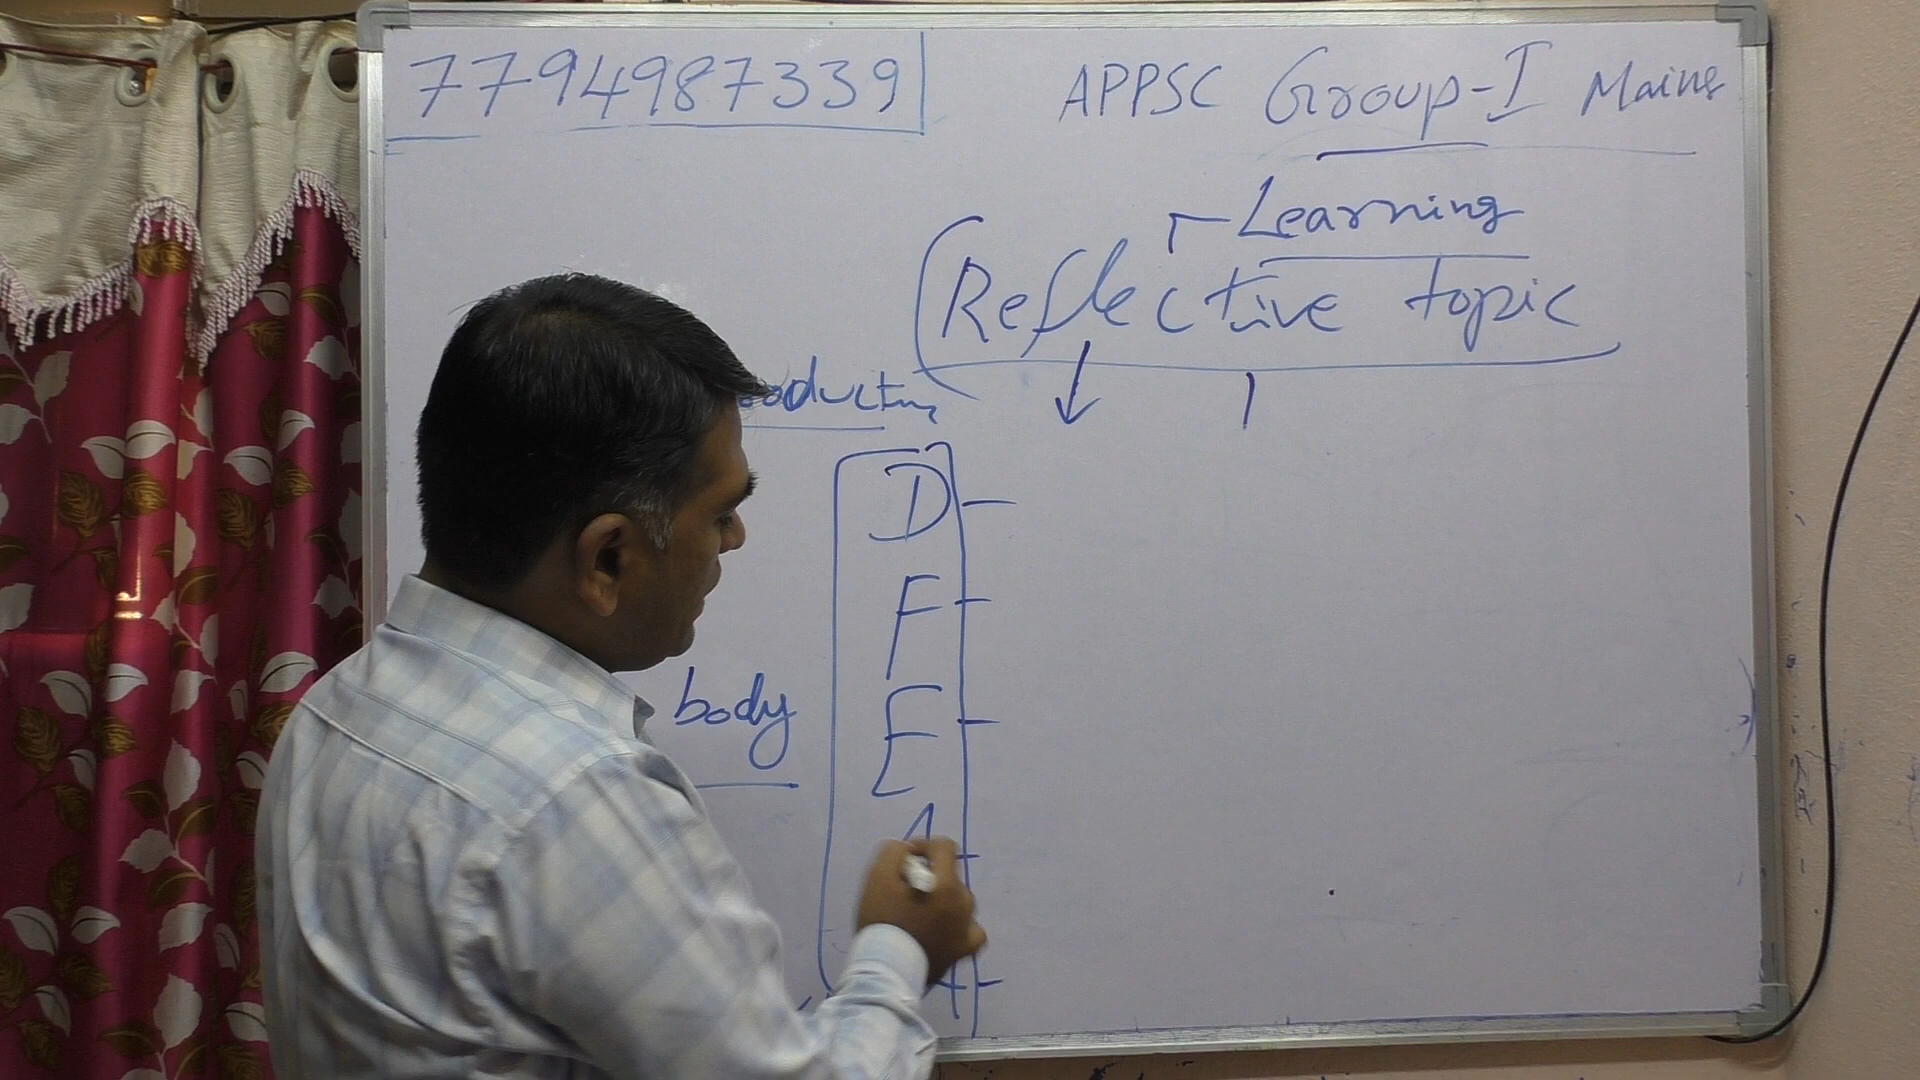 7794987339
APPSC Group-I Mains
Learning
Reflective topic
D
F
E
body
A